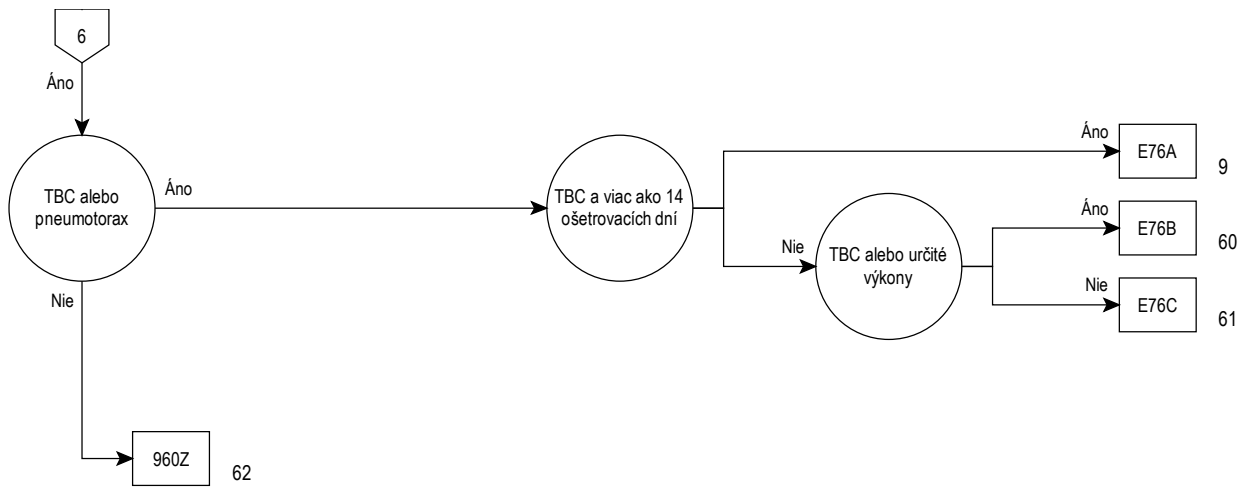 6
Áno
TBC alebo
pneumotorax
Áno
Nie
TBC a viac ako 14
ošetrovacích dní
Áno
E76A
9
Nie
TBC alebo určité
výkony
Áno
E76B
60
Nie
E76C
61
960Z
62